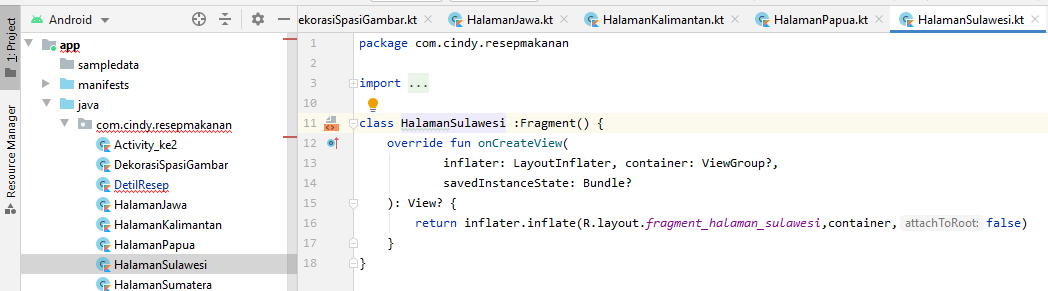 Android
ekorasiSpasiGambar.kt
HalamanJawa.kt
HalamanKalimantan.kt
HalamanPapua.kt
HalamanSulawesi.kt
1: Project
Resource Manager
app
sampledata
manifests
java
com.cindy.resepmakanan
Activity_ke2
DekorasiSpasiGambar
DetilResep
HalamanJawa
HalamanKalimantan
HalamanPapua
HalamanSulawesi
HalamanSumatera
1 package com.cindy.resepmakanan
2
3 import ...
10
11 class HalamanSulawesi :Fragment() {
12 override fun onCreateView(
13 inflater: LayoutInflater, container: ViewGroup?,
14 savedInstanceState: Bundle?
15 ): View? {
16 return inflater.inflate(R.layout.fragment_halaman_sulawesi,container, attachToRoot: false)
17 }
18 }